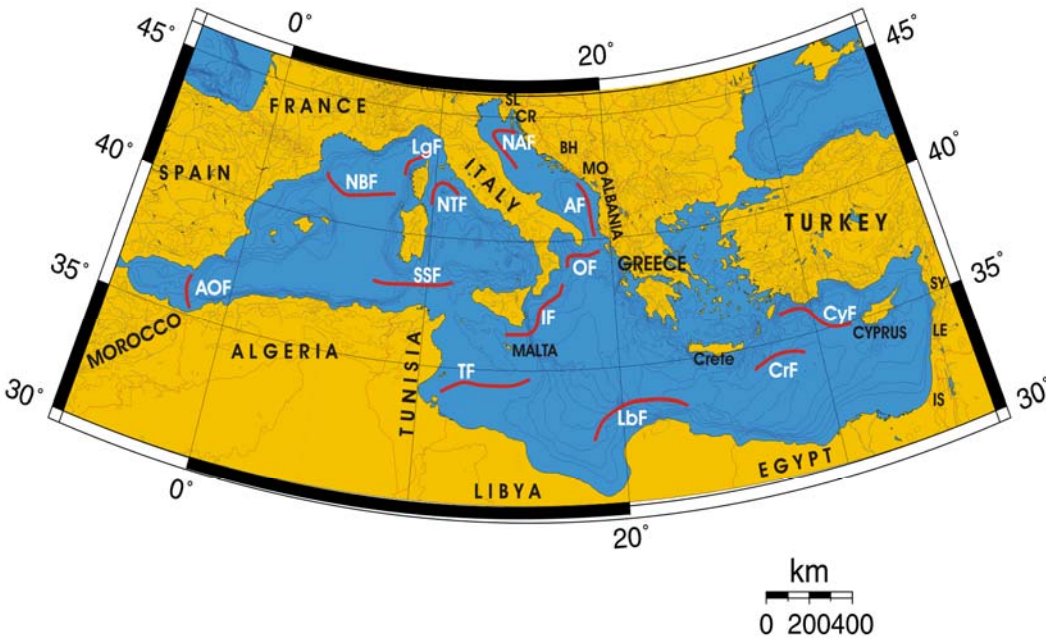 0°
20°
45°
45°
SL
FRANCE
CR
NAF
BH
LgF
40°
40°
SPAIN
MO
NBF
ITALY
ALBANIA
NTF
AF
TURKEY
35°
GREECE
OF
35°
SSF
AOF
SY
IF
CyF
MOROCCO
CYPRUS
LE
ALGERIA
MALTA
Crete
TUNISIA
TF
CrF
30°
IS
30°
LbF
EGYPT
0°
LIBYA
20°
km
0 200400